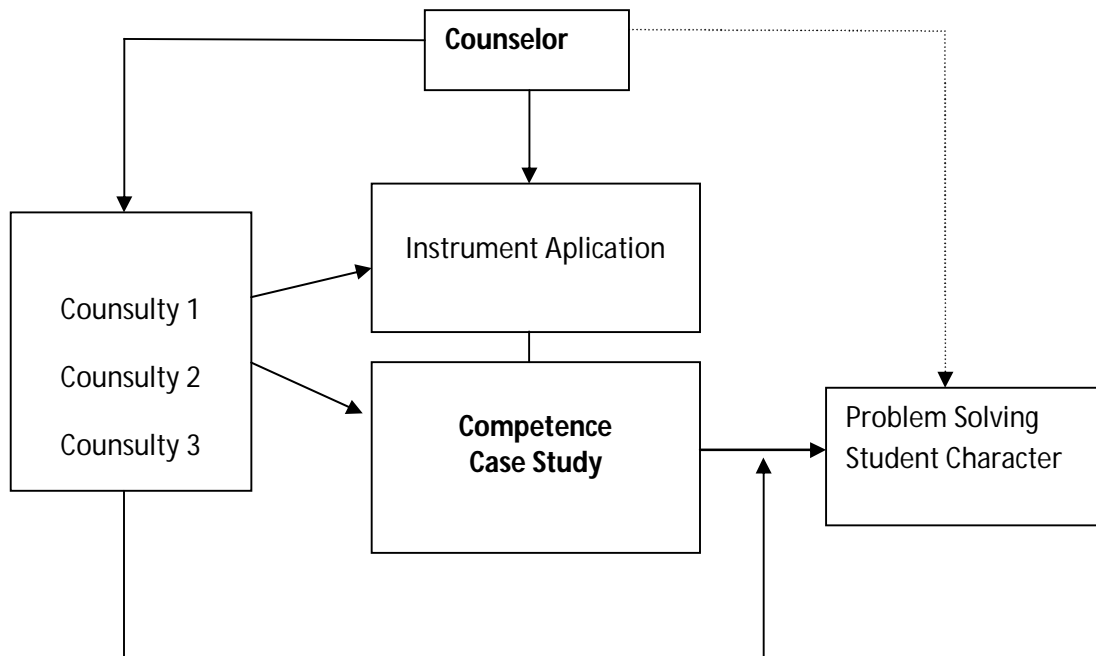 Counselor
Instrument Aplication
Counsulty 1
Counsulty 2
Counsulty 3
Competence
Case Study
Problem Solving
Student Character